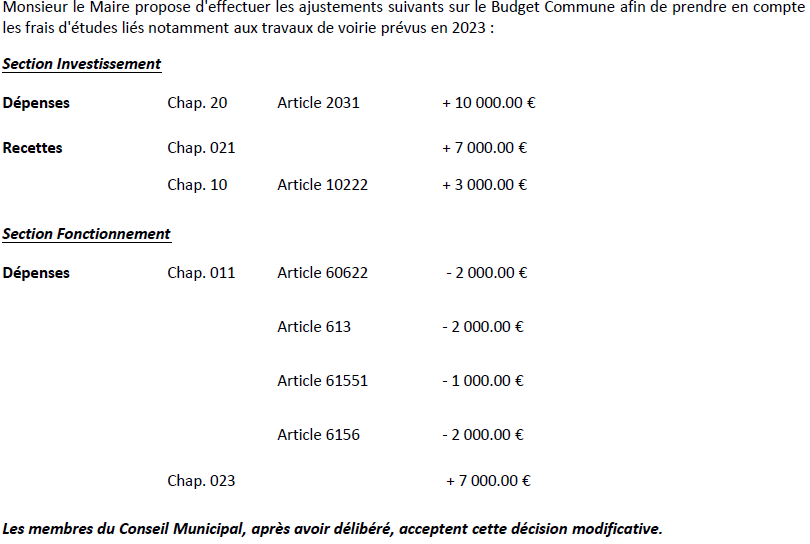 Monsieur le Maire propose d'effectuer les ajustements suivants sur le Budget Commune afin de prendre en compte
les frais d'études liés notamment aux travaux de voirie prévus en 2023 :
Section Investissement
Dépenses Chap. 20 Article 2031 + 10 000.00 €
Recettes Chap. 021 + 7 000.00 €
Chap. 10 Article 10222 + 3 000.00 €
Section Fonctionnement
Dépenses Chap. 011 Article 60622 - 2 000.00 €
Article 613 - 2 000.00 €
Article 61551 - 1 000.00 €
Article 6156 - 2 000.00 €
Chap. 023 + 7 000.00 €
Les membres du Conseil Municipal, après avoir délibéré, acceptent cette décision modificative.